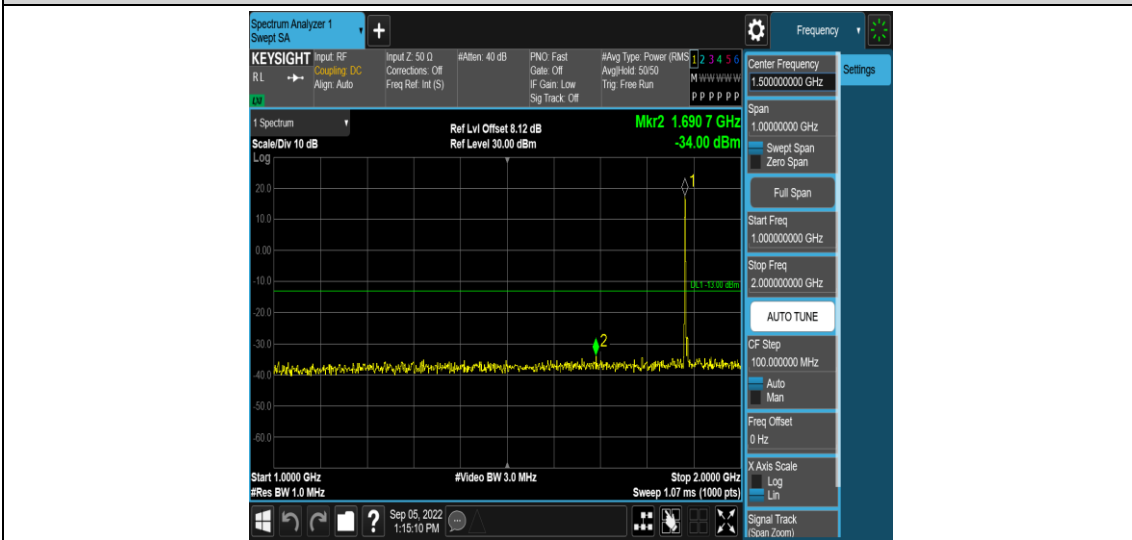 Spectrum Analyzer 1
Swept SA
+
Frequency
KEYSIGHT
RL
LXI
Input: RF
Coupling: DC
Align: Auto
Input Z: 50 Ω
Corrections: Off
Freq Ref: Int (S)
#Atten: 40 dB
PNO: Fast
Gate: Off
IF Gain: Low
Sig Track: Off
#Avg Type: Power (RMS
Avg|Hold: 50/50
Trig: Free Run
1 2 3 4 5 6
M W W W W W
P P P P P P
1 Spectrum
Scale/Div 10 dB
Log
Ref Lvl Offset 8.12 dB
Ref Level 30.00 dBm
Mkr2 1.690 7 GHz
-34.00 dBm
1
20.0
10.0
0.00
-10.0
DL1 -13.00 dBm
-20.0
2
-30.0
-40.0
-50.0
-60.0
Start 1.0000 GHz
#Video BW 3.0 MHz
Stop 2.0000 GHz
#Res BW 1.0 MHz
Sweep 1.07 ms (1000 pts)
?
Sep 05, 2022
1:15:10 PM
Center Frequency
1.500000000 GHz
Settings
Span
1.00000000 GHz
Swept Span
Zero Span
Full Span
Start Freq
1.000000000 GHz
Stop Freq
2.000000000 GHz
AUTO TUNE
CF Step
100.000000 MHz
Auto
Man
Freq Offset
0 Hz
X Axis Scale
Log
Lin
Signal Track
(Span Zoom)